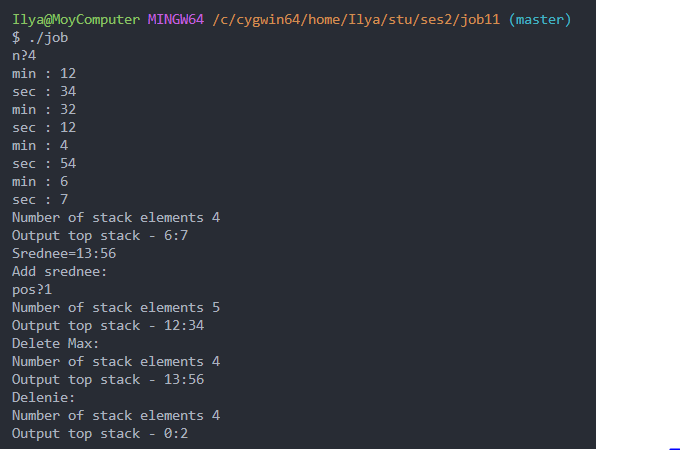 Ilya@MoyComputer MINGW64 /c/cygwin64/home/Ilya/stu/ses2/job11 (master)
$ ./job
n?4
min : 12
sec : 34
min : 32
sec : 12
min : 4
sec : 54
min : 6
sec : 7
Number of stack elements 4
Output top stack - 6:7
Srednee=13:56
Add srednee:
pos?1
Number of stack elements 5
Output top stack - 12:34
Delete Max:
Number of stack elements 4
Output top stack - 13:56
Delenie:
Number of stack elements 4
Output top stack - 0:2